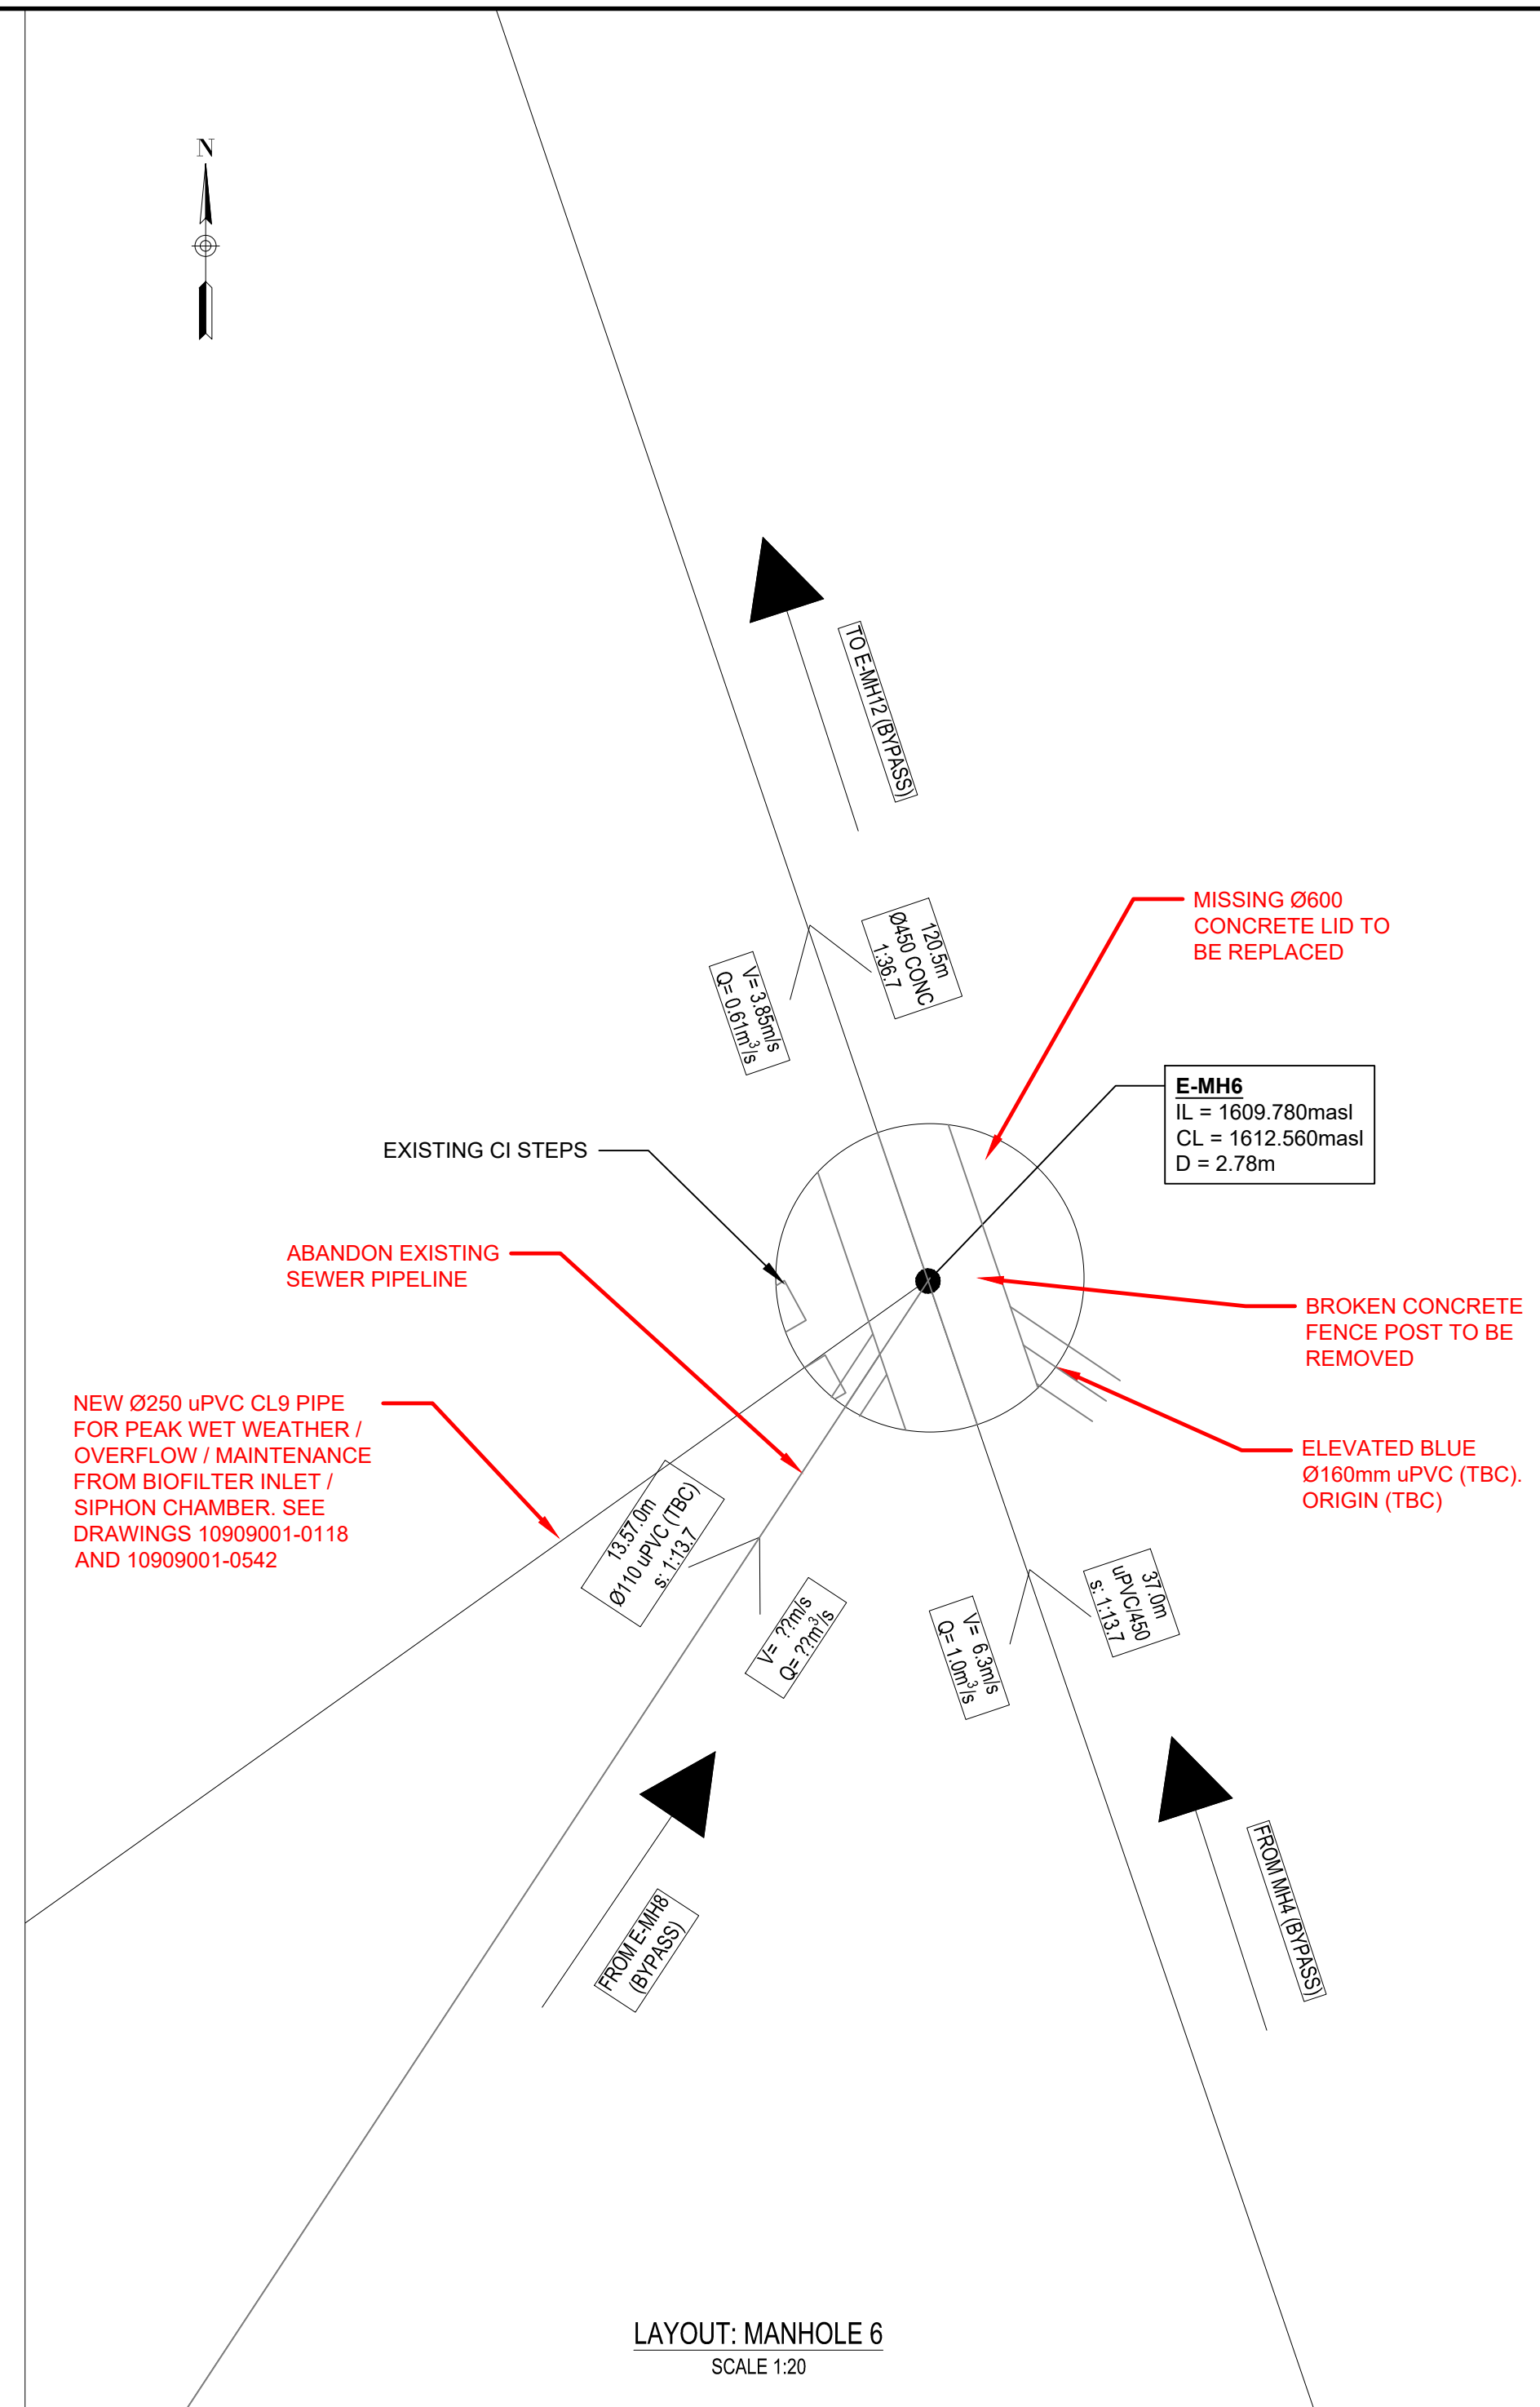 N
TO E-MH12 (BYPASS)
120.5m
Ø450 CONC
1:36.7
V= 3.85m/s
Q= 0.61m³/s
MISSING Ø600
CONCRETE LID TO
BE REPLACED
E-MH6
IL = 1609.780masl
CL = 1612.560masl
D = 2.78m
EXISTING CI STEPS
ABANDON EXISTING
SEWER PIPELINE
BROKEN CONCRETE
FENCE POST TO BE
REMOVED
NEW Ø250 uPVC CL9 PIPE
FOR PEAK WET WEATHER /
OVERFLOW / MAINTENANCE
FROM BIOFILTER INLET /
SIPHON CHAMBER. SEE
DRAWINGS 10909001-0118
AND 10909001-0542
ELEVATED BLUE
Ø160mm uPVC (TBC).
ORIGIN (TBC)
13.57.0m
Ø110 uPVC (TBC)
s: 1:13.7
V= ??m/s
Q= ??m³/s
V= 6.3m/s
Q= 1.0m³/s
37.0m
uPVC/450
s: 1:13.7
FROM E-MH8
(BYPASS)
FROM MH4 (BYPASS)
LAYOUT: MANHOLE 6
SCALE 1:20